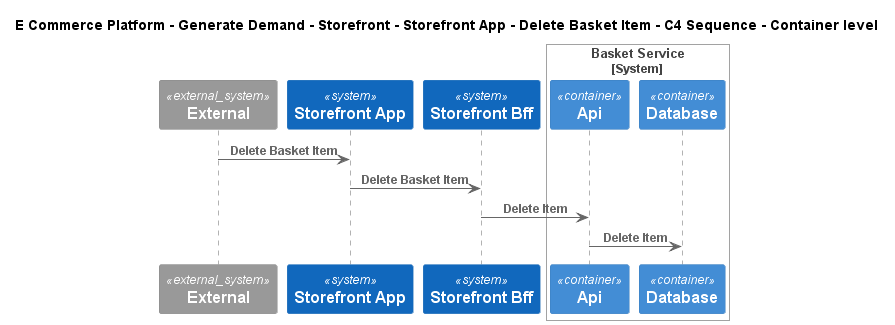 E Commerce Platform - Generate Demand - Storefront - Storefront App - Delete Basket Item - C4 Sequence - Container level
Basket Service
[System]
«external_system»
External
«system»
Storefront App
«system»
Storefront Bff
«container»
Api
«container»
Database
Delete Basket Item
Delete Basket Item
Delete Item
Delete Item
«external_system»
External
«system»
Storefront App
«system»
Storefront Bff
«container»
Api
«container»
Database